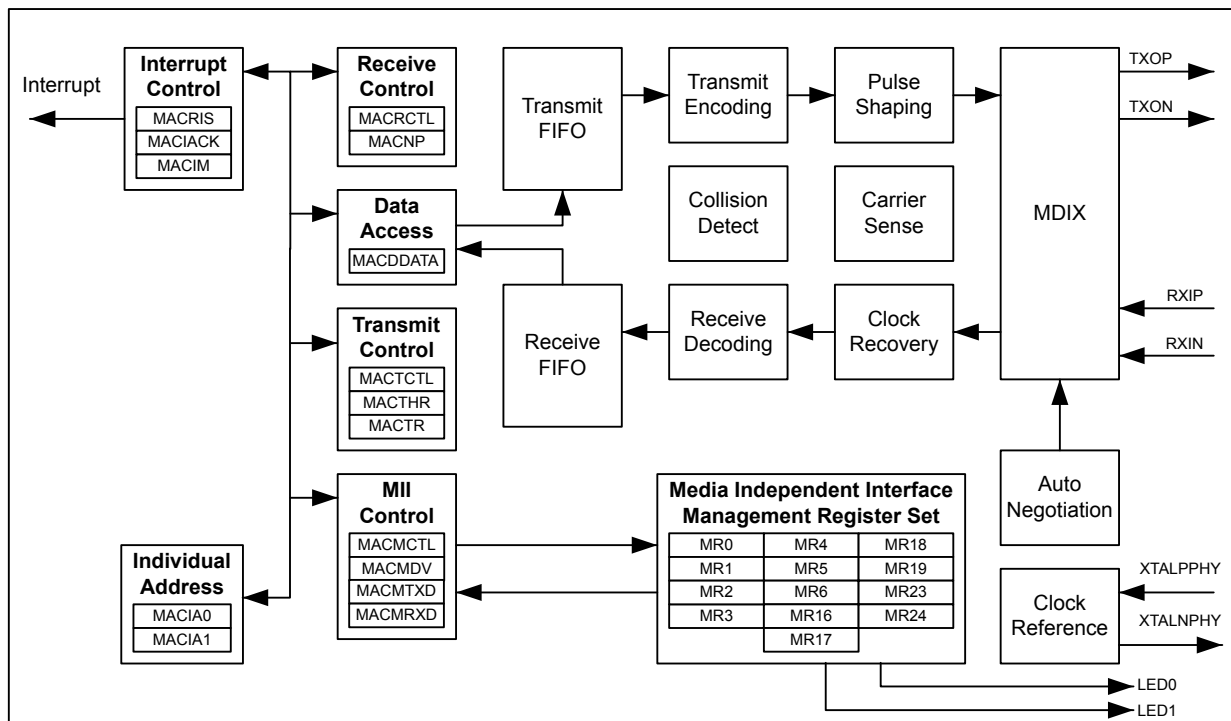 Interrupt
Interrupt
Control
MACRIS
MACIACK
MACIM
Receive
Control
MACRCTL
MACNP
Data
Access
MACDDATA
Transmit
Control
MACTCTL
MACTHR
MACTR
MII
Control
MACMCTL
MACMDV
MACMTXD
MACMRXD
Individual
Address
MACIA0
MACIA1
Transmit
FIFO
Transmit
Encoding
Pulse
Shaping
Collision
Detect
Carrier
Sense
Receive
FIFO
Receive
Decoding
Clock
Recovery
MDIX
TXOP
TXON
RXIP
RXIN
Auto
Negotiation
Media Independent Interface
Management Register Set
MR0 MR4 MR18
MR1 MR5 MR19
MR2 MR6 MR23
MR3 MR16 MR24
MR17
Clock
Reference
XTALPPHY
XTALNPHY
LED0
LED1